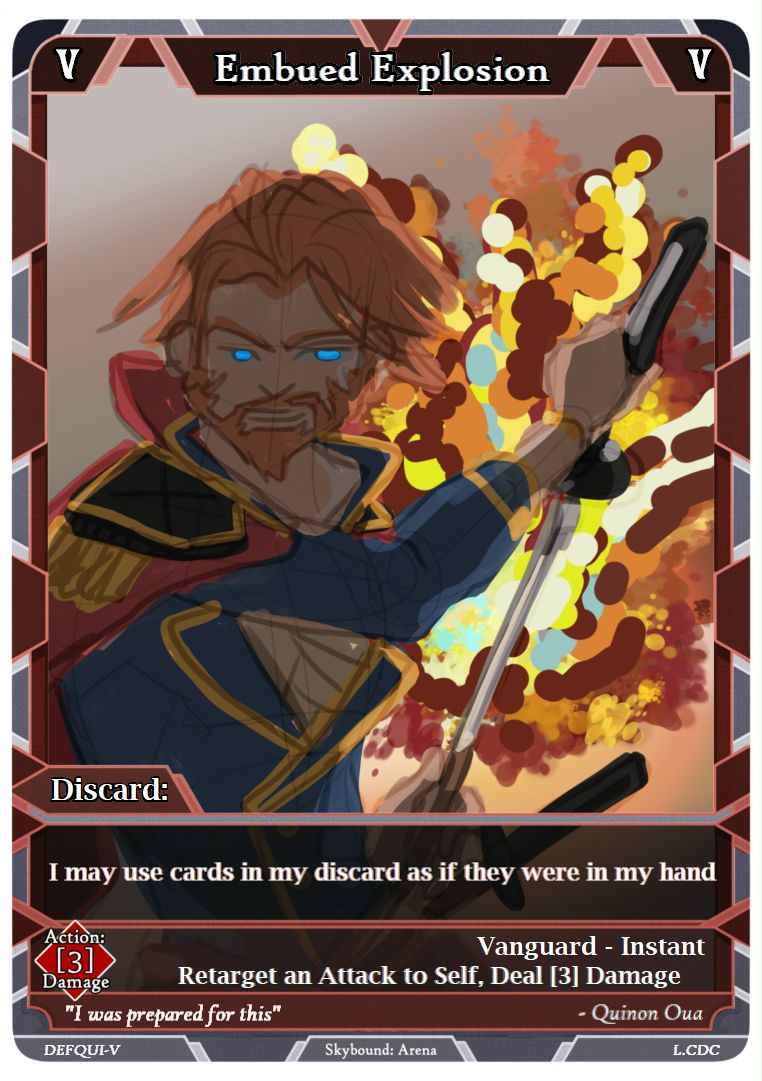 V Embued Explosion V
Discard:
I may use cards in my discard as if they were in my hand
Action:
[3]
Damage
Vanguard - Instant
Retarget an Attack to Self, Deal [3] Damage
"I was prepared for this" - Quinon Oua
DEFQUI-V Skybound: Arena L.CDC